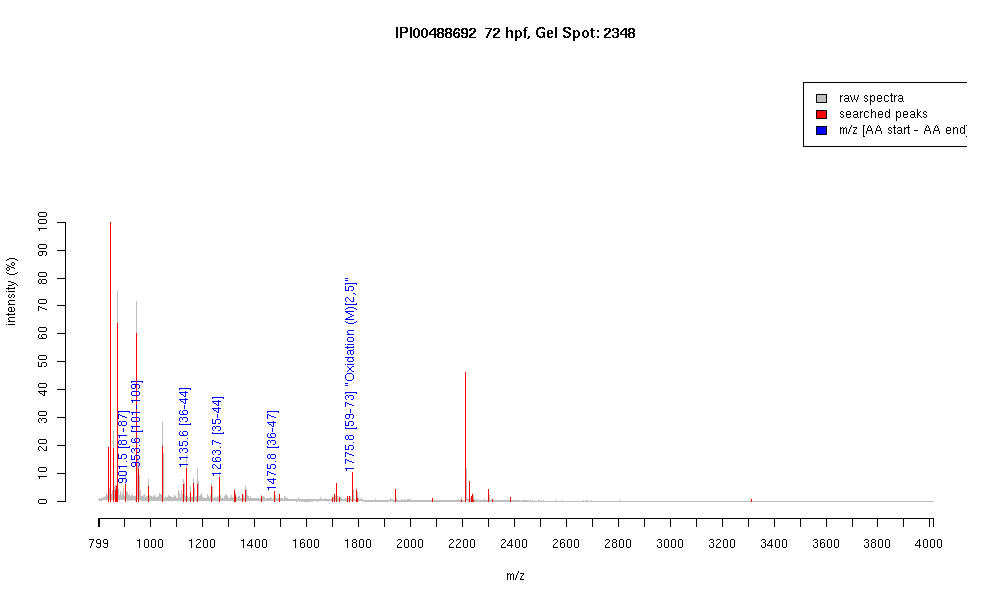 IPI00488692  72 hpf, Gel Spot: 2348
raw spectra
searched peaks
m/z [AA start - AA end]
intensity (%)
100
90
80
70
60
50
40
30
20
10
0
901.5 [81-87]
953.6 [101-109]
1135.6 [36-44]
1263.7 [35-44]
1475.8 [36-47]
1775.8 [59-73] "Oxidation (M)[2,5]"
799 1000 1200 1400 1600 1800 2000 2200 2400 2600 2800 3000 3200 3400 3600 3800 4000
m/z